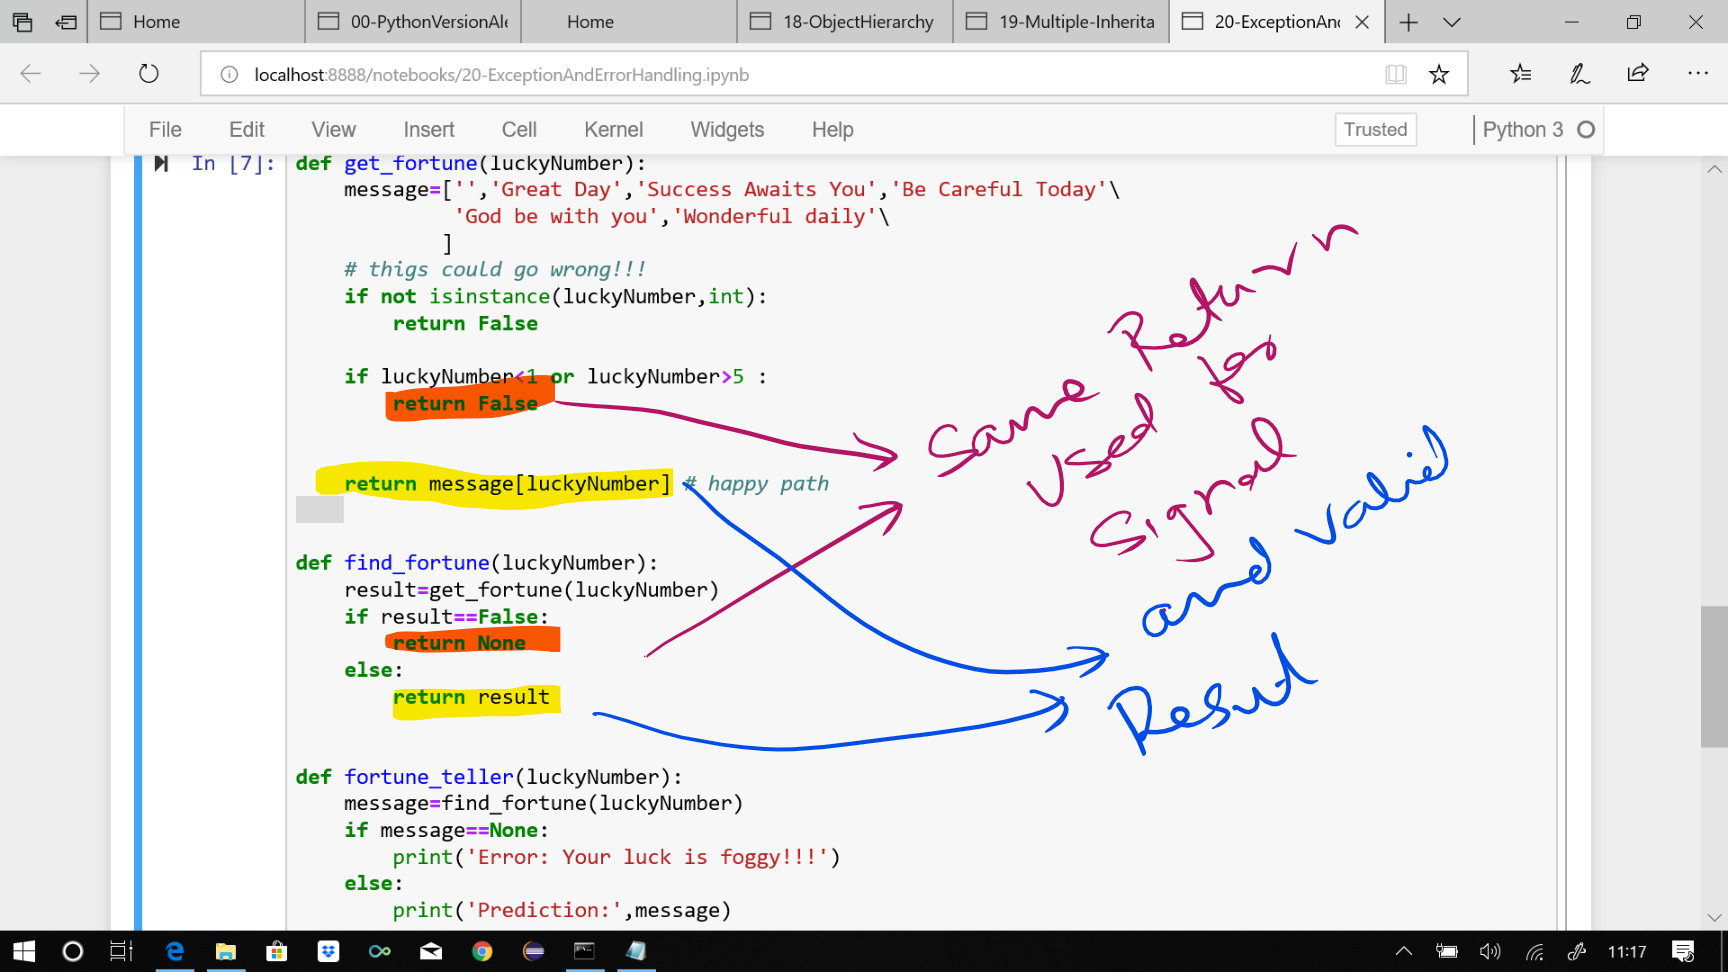 Home
00-PythonVersionAle
Home
18-ObjectHierarchy
19-Multiple-Inherita
20-ExceptionAnd
localhost:8888/notebooks/20-ExceptionAndErrorHandling.ipynb
File Edit View Insert Cell Kernel Widgets Help Trusted Python 3
In [7]: def get_fortune(luckyNumber):
message=['','Great Day','Success Awaits You','Be Careful Today'\
'God be with you','Wonderful daily'\
]
# thigs could go wrong!!!
if not isinstance(luckyNumber,int):
return False
if luckyNumber<1 or luckyNumber>5 :
return False
return message[luckyNumber] # happy path
def find_fortune(luckyNumber):
result=get_fortune(luckyNumber)
if result==False:
return None
else:
return result
def fortune_teller(luckyNumber):
message=find_fortune(luckyNumber)
if message==None:
print('Error: Your luck is foggy!!!')
else:
print('Prediction:',message)
Same Return
Used for
Signal
and valid
Result
11:17